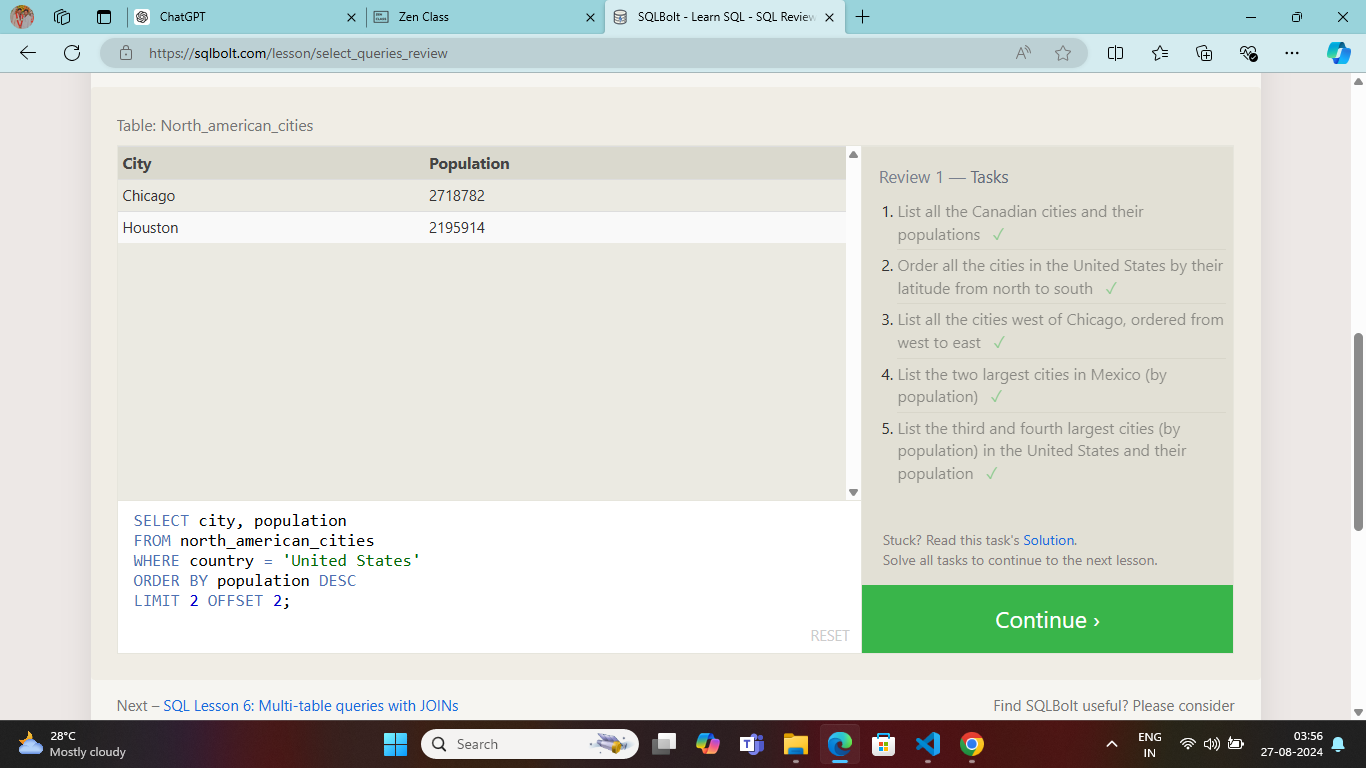 ChatGPT
Zen Class
SQLBolt - Learn SQL - SQL Review
https://sqlbolt.com/lesson/select_queries_review
Table: North_american_cities
City Population
Chicago 2718782
Houston 2195914
SELECT city, population
FROM north_american_cities
WHERE country = 'United States'
ORDER BY population DESC
LIMIT 2 OFFSET 2;
RESET
Review 1 — Tasks
1. List all the Canadian cities and their
populations ✓
2. Order all the cities in the United States by their
latitude from north to south ✓
3. List all the cities west of Chicago, ordered from
west to east ✓
4. List the two largest cities in Mexico (by
population) ✓
5. List the third and fourth largest cities (by
population) in the United States and their
population ✓
Stuck? Read this task's Solution.
Solve all tasks to continue to the next lesson.
Continue ›
Next – SQL Lesson 6: Multi-table queries with JOINs
Find SQLBolt useful? Please consider
28°C
Mostly cloudy
Search
ENG
IN
03:56
27-08-2024